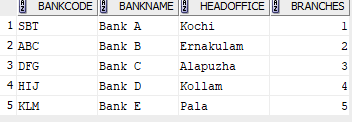 BANKCODE BANKNAME HEADOFFICE BRANCHES
1 SBT Bank A Kochi 1
2 ABC Bank B Ernakulam 2
3 DFG Bank C Alapuzha 3
4 HIJ Bank D Kollam 4
5 KLM Bank E Pala 5